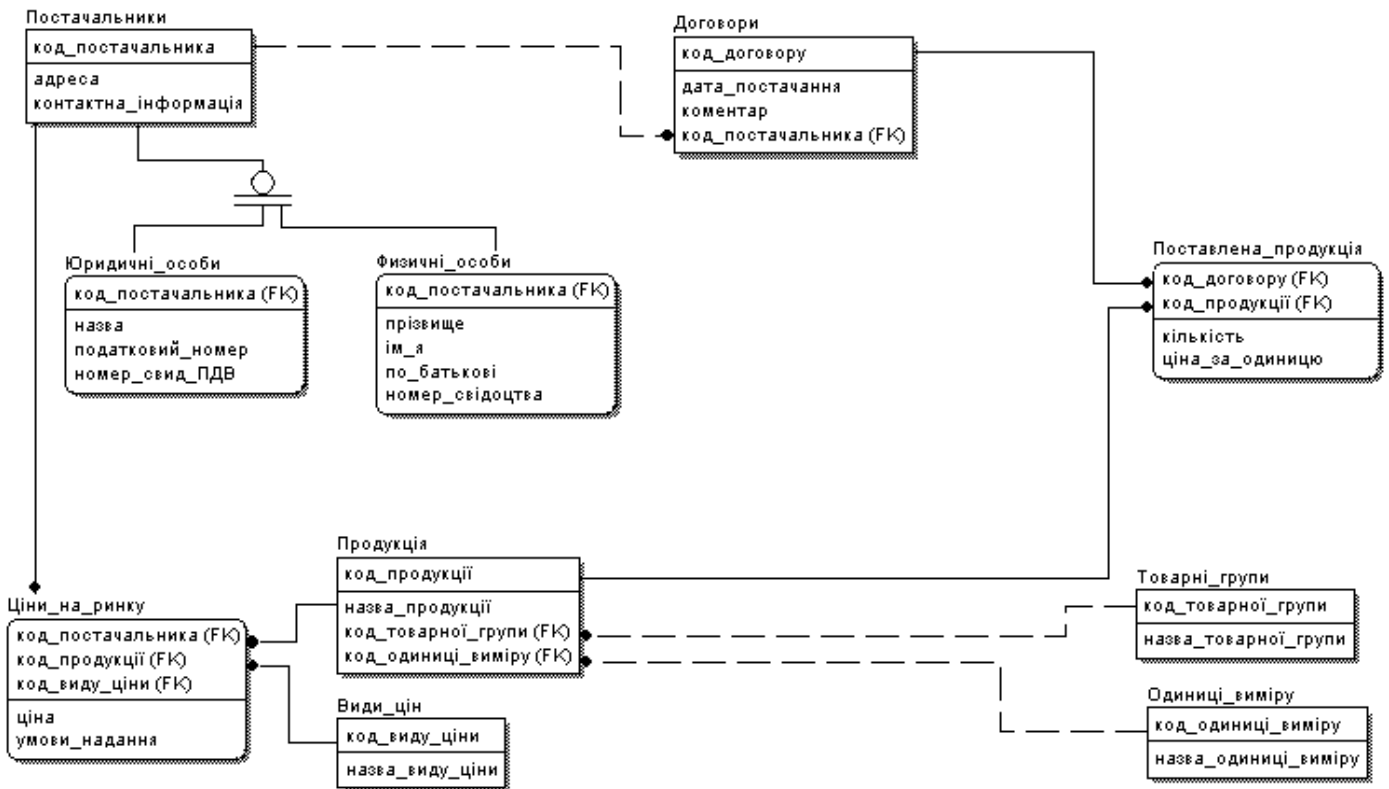 Постачальники
код_постачальника
адреса
контактна_інформація
Договори
код_договору
дата_постачання
коментар
код_постачальника (FK)
Юридичні_особи
код_постачальника (FK)
назва
податковий_номер
номер_свид_ПДВ
Физичні_особи
код_постачальника (FK)
прізвище
ім_я
по_батькові
номер_свідоцтва
Поставлена_продукція
код_договору (FK)
код_продукції (FK)
кількість
ціна_за_одиницю
Ціни_на_ринку
код_постачальника (FK)
код_продукції (FK)
код_виду_ціни (FK)
ціна
умови_надання
Продукція
код_продукції
назва_продукції
код_товарної_групи (FK)
код_одиниці_виміру (FK)
Види_цін
код_виду_ціни
назва_виду_ціни
Товарні_групи
код_товарної_групи
назва_товарної_групи
Одиниці_виміру
код_одиниці_виміру
назва_одиниці_виміру